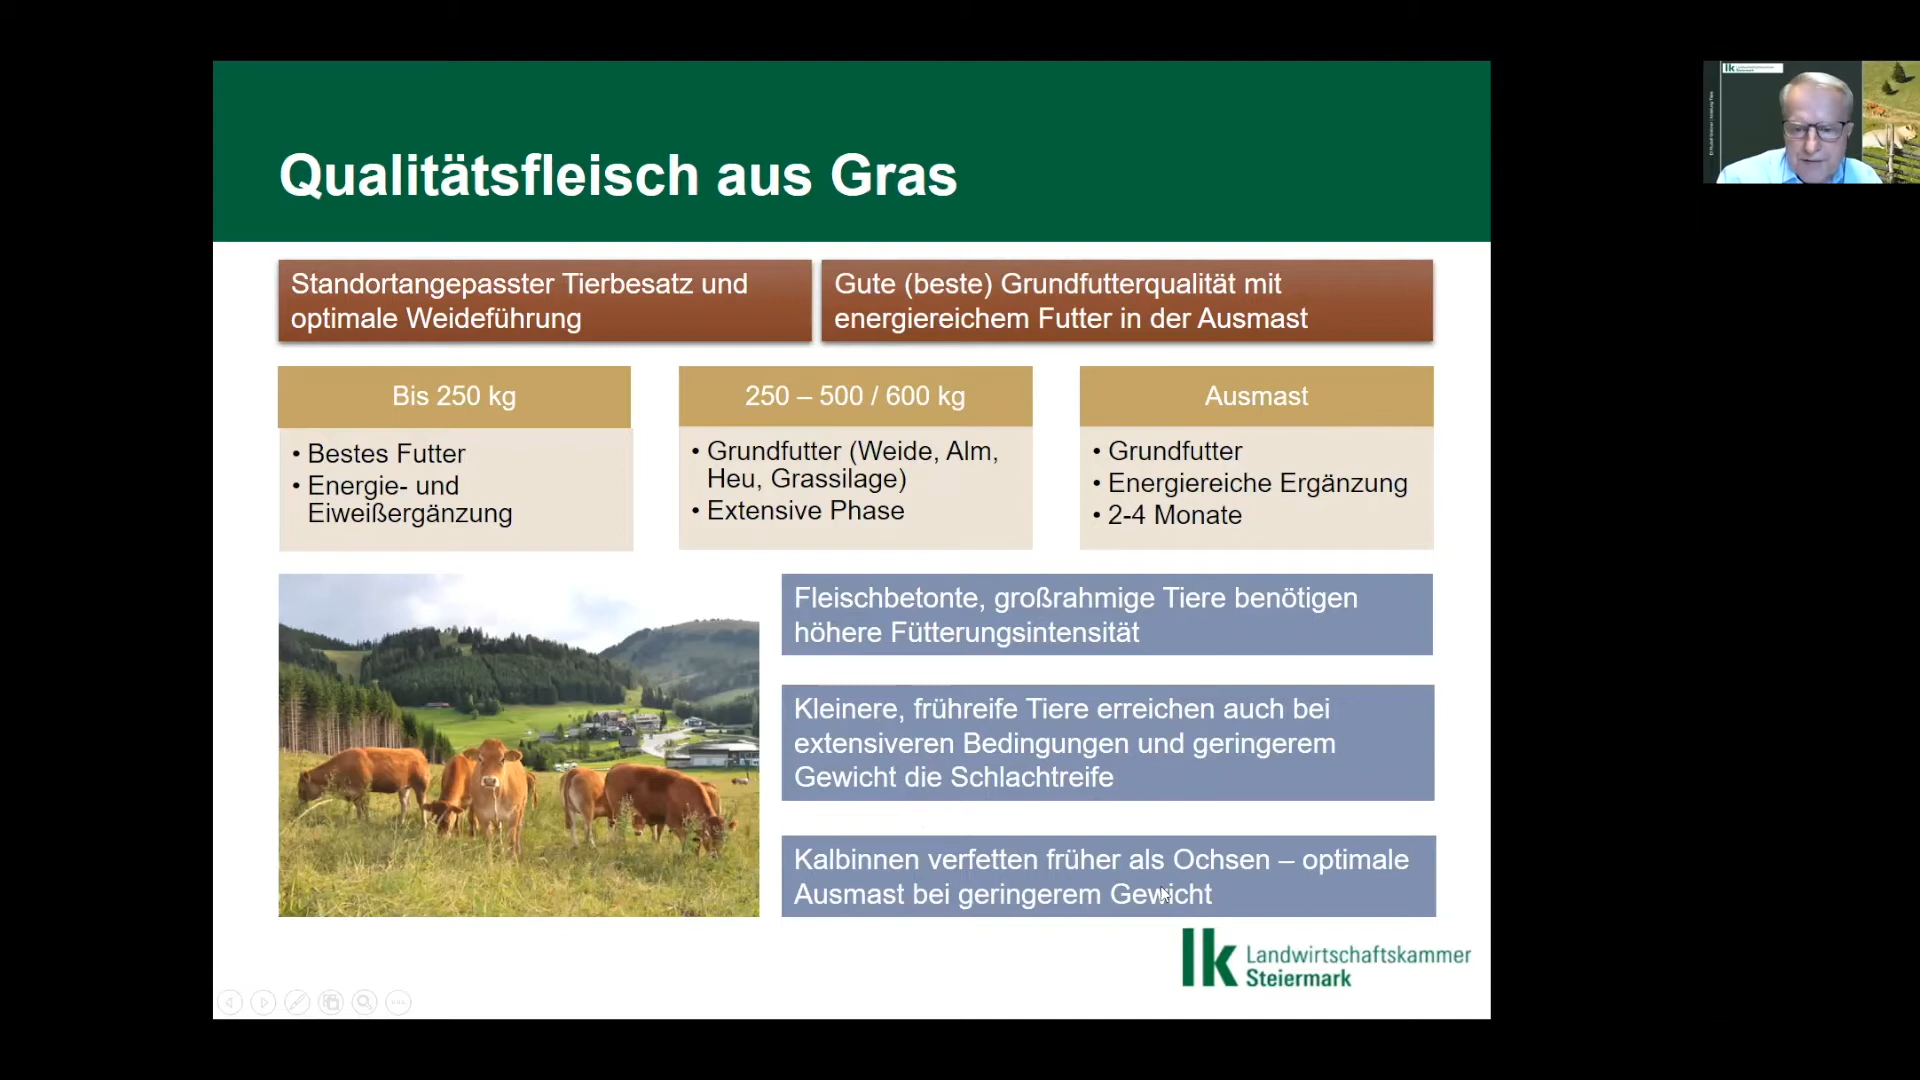 Qualitätsfleisch aus Gras
Standortangepasster Tierbesatz und
optimale Weideführung
Gute (beste) Grundfutterqualität mit
energiereichem Futter in der Ausmast
Bis 250 kg
• Bestes Futter
• Energie- und
Eiweißergänzung
250 – 500 / 600 kg
• Grundfutter (Weide, Alm,
Heu, Grassilage)
• Extensive Phase
Ausmast
• Grundfutter
• Energiereiche Ergänzung
• 2-4 Monate
Fleischbetonte, großrahmige Tiere benötigen
höhere Fütterungsintensität
Kleinere, frühreife Tiere erreichen auch bei
extensiveren Bedingungen und geringerem
Gewicht die Schlachtreife
Kalbinnen verfetten früher als Ochsen – optimale
Ausmast bei geringerem Gewicht
lk Landwirtschaftskammer
Steiermark
lk